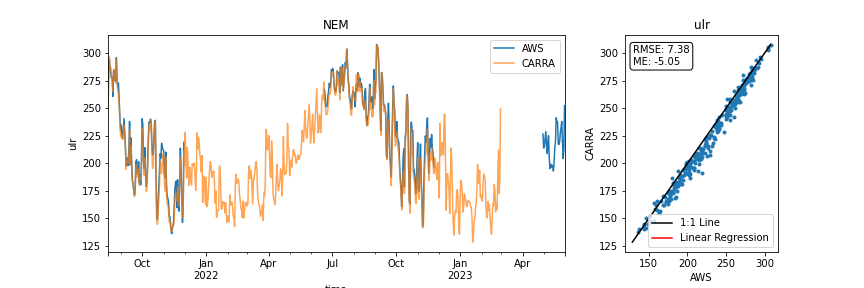 NEM
ulr
300
275
250
225
200
175
150
125
ulr
AWS
CARRA
Oct
Jan
2022
Apr
Jul
Oct
Jan
2023
Apr
time
ulr
RMSE: 7.38
ME: -5.05
300
275
250
225
200
175
150
125
CARRA
1:1 Line
Linear Regression
150
200
250
300
AWS